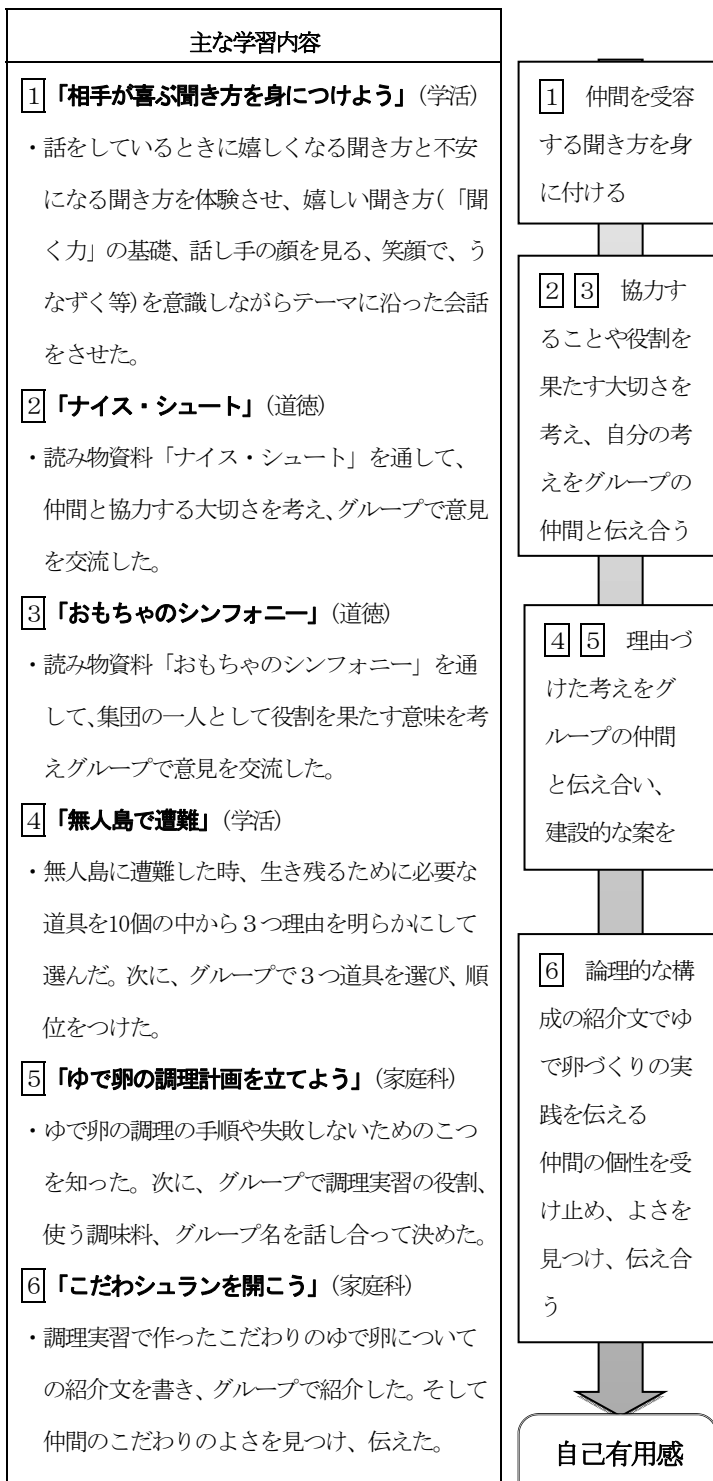 主な学習内容
1「相手が喜ぶ聞き方を身につけよう」(学活)
・話をしているときに嬉しくなる聞き方と不安
になる聞き方を体験させ、嬉しい聞き方(「聞
く力」の基礎、話し手の顔を見る、笑顔で、う
なずく等)を意識しながらテーマに沿った会話
をさせた。
2「ナイス・シュート」(道徳)
・読み物資料「ナイス・シュート」を通して、
仲間と協力する大切さを考え、グループで意見
を交流した。
3「おもちゃのシンフォニー」(道徳)
・読み物資料「おもちゃのシンフォニー」を通
して、集団の一人として役割を果たす意味を考
えグループで意見を交流した。
4「無人島で遭難」(学活)
・無人島に遭難した時、生き残るために必要な
道具を10個の中から３つ理由を明らかにして
選んだ。次に、グループで３つ道具を選び、順
位をつけた。
5「ゆで卵の調理計画を立てよう」(家庭科)
・ゆで卵の調理の手順や失敗しないためのこつ
を知った。次に、グループで調理実習の役割、
使う調味料、グループ名を話し合って決めた。
6「こだわシュランを開こう」(家庭科)
・調理実習で作ったこだわりのゆで卵について
の紹介文を書き、グループで紹介した。そして
仲間のこだわりのよさを見つけ、伝えた。
1 仲間を受容
する聞き方を身
に付ける
2 3 協力す
ることや役割を
果たす大切さを
考え、自分の考
えをグループの
仲間と伝え合う
4 5 理由づ
けた考えをグ
ループの仲間
と伝え合い、
建設的な案を
6 論理的な構
成の紹介文でゆ
で卵づくりの実
践を伝える
仲間の個性を受
け止め、よさを
見つけ、伝え合
う
自己有用感